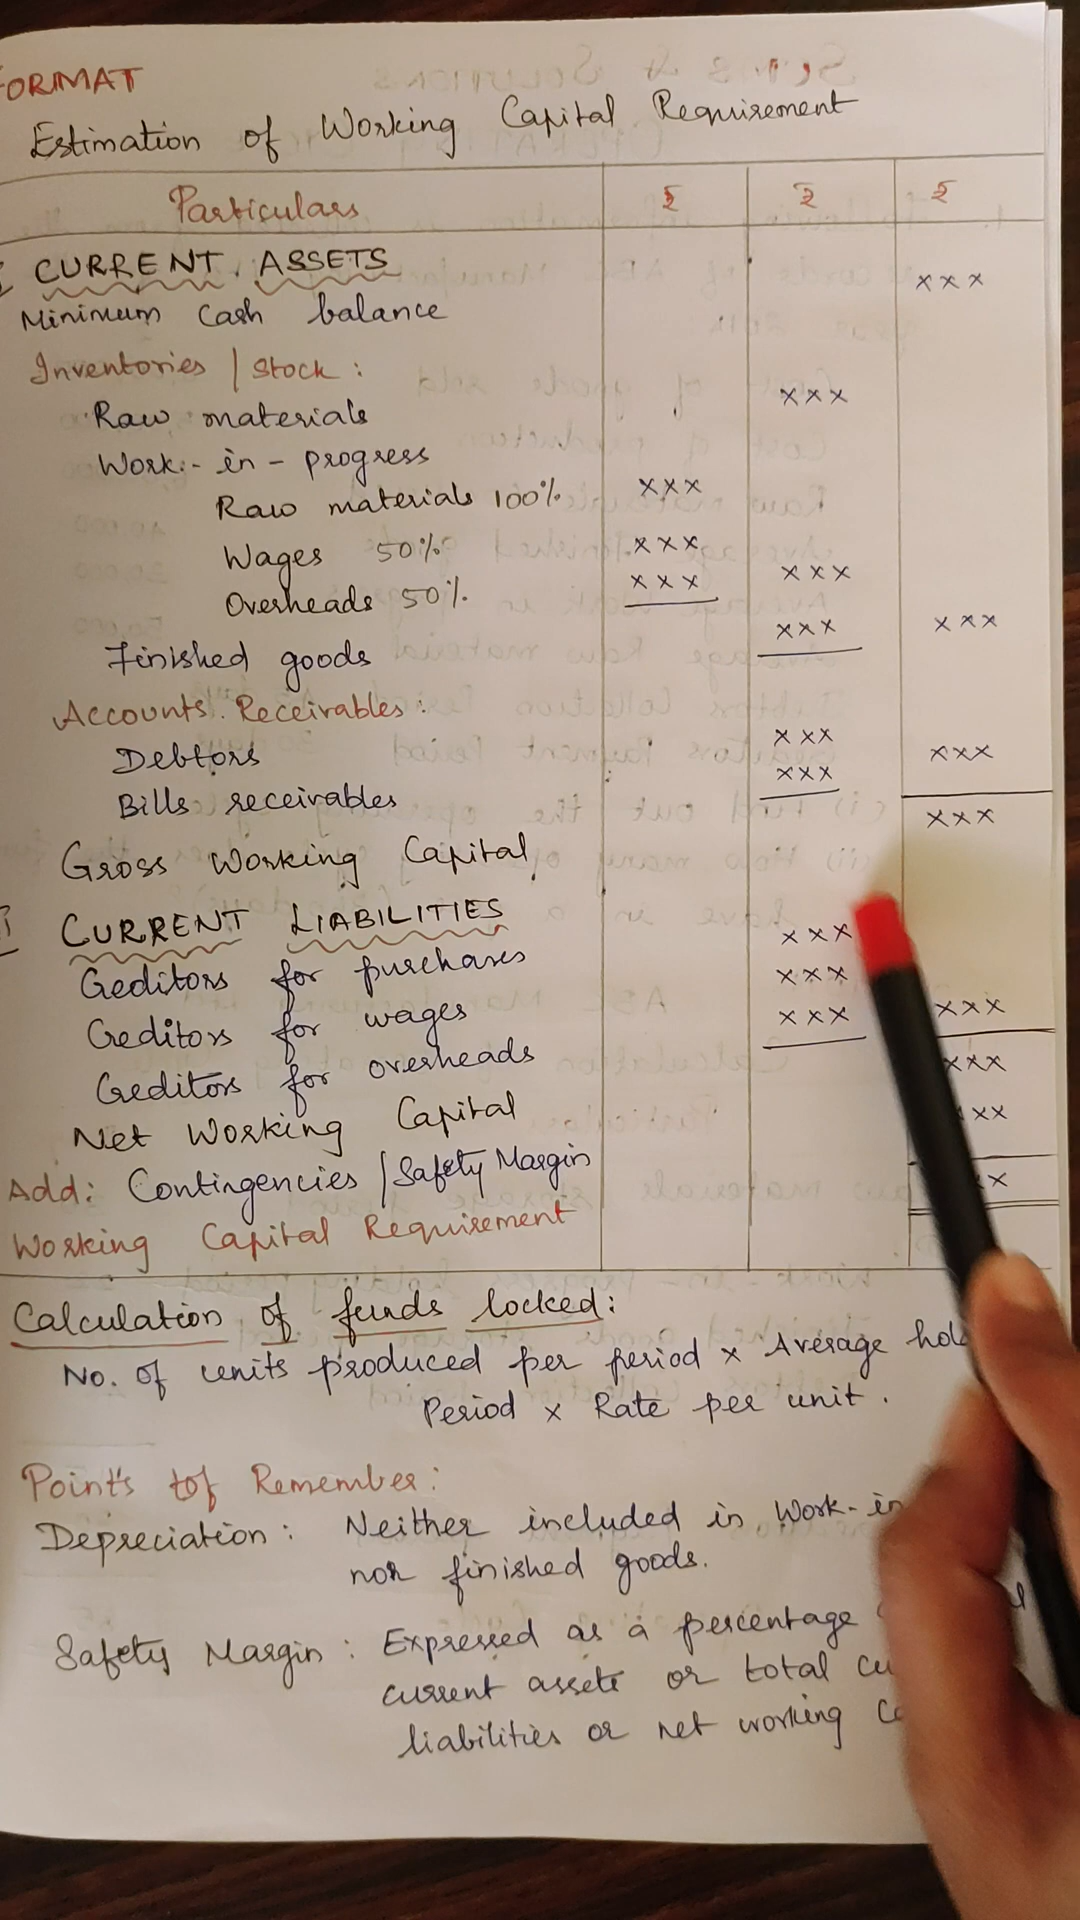 FORMAT
Estimation of Working Capital Requirement
Particulars ₹ ₹ ₹
I CURRENT ASSETS
Minimum Cash balance xxx
Inventories / Stock :
Raw materials xxx
Work-in-progress
Raw materials 100% xxx
Wages 50% xxx
Overheads 50% xxx xxx
Finished goods xxx xxx
Accounts Receivables :
Debtors xxx
Bills receivables xxx xxx
Gross Working Capital xxx
CURRENT LIABILITIES
Creditors for purchases xxx
Creditors for wages xxx
Creditors for overheads xxx xxx
Net Working Capital xxx
Add: Contingencies / Safety Margin xx
Working Capital Requirement x
Calculation of funds locked:
No. of units produced per period x Average
Period x Rate per unit.
Points to Remember:
Depreciation : Neither included in Work-in
nor finished goods.
Safety Margin : Expressed as a percentage
current assets or total
liabilities or net working